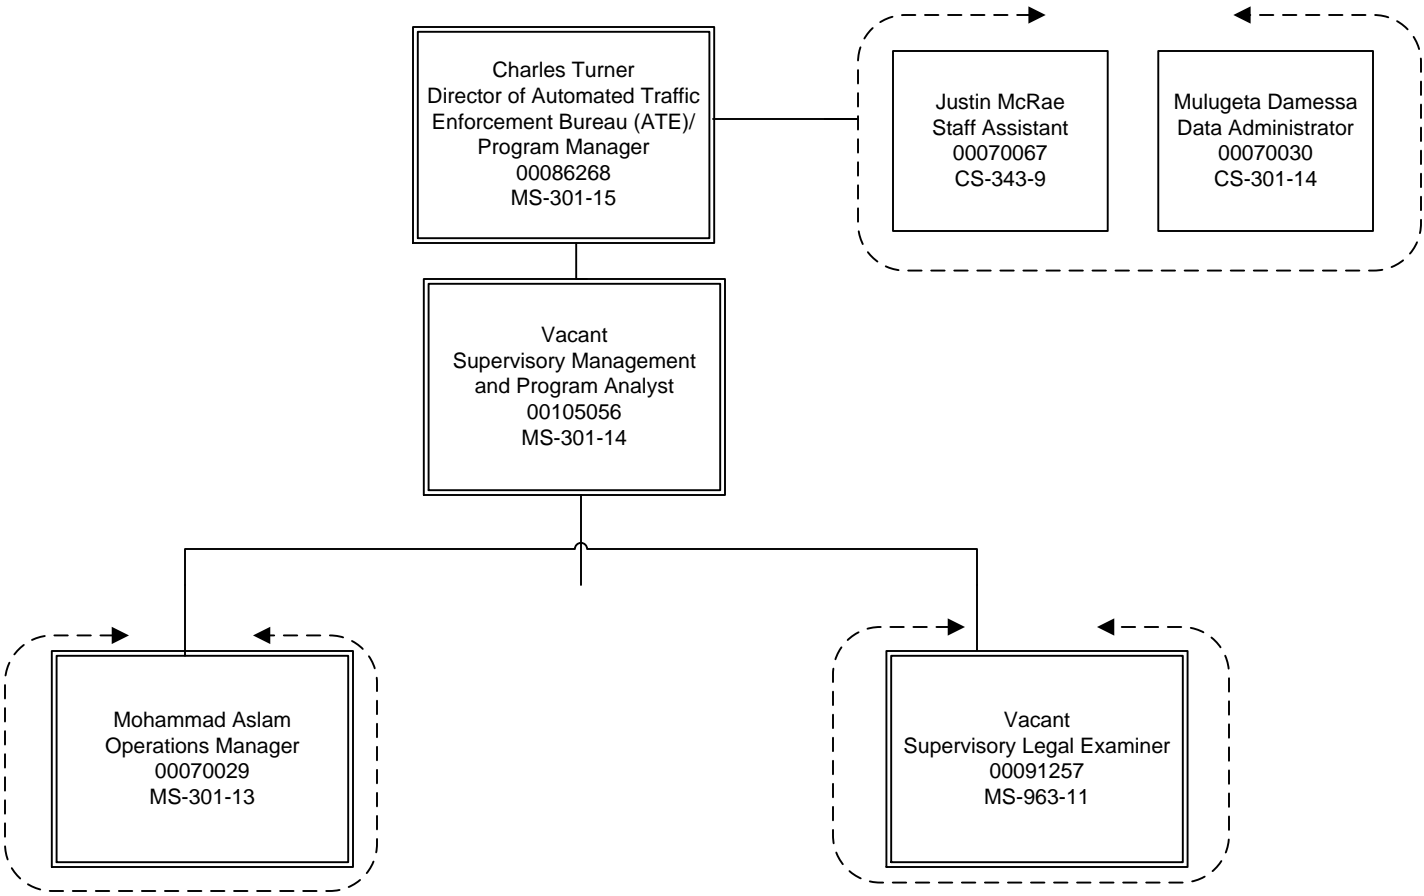 Charles Turner
Director of Automated Traffic
Enforcement Bureau (ATE)/
Program Manager
00086268
MS-301-15
Justin McRae
Staff Assistant
00070067
CS-343-9
Mulugeta Damessa
Data Administrator
00070030
CS-301-14
Vacant
Supervisory Management
and Program Analyst
00105056
MS-301-14
Mohammad Aslam
Operations Manager
00070029
MS-301-13
Vacant
Supervisory Legal Examiner
00091257
MS-963-11